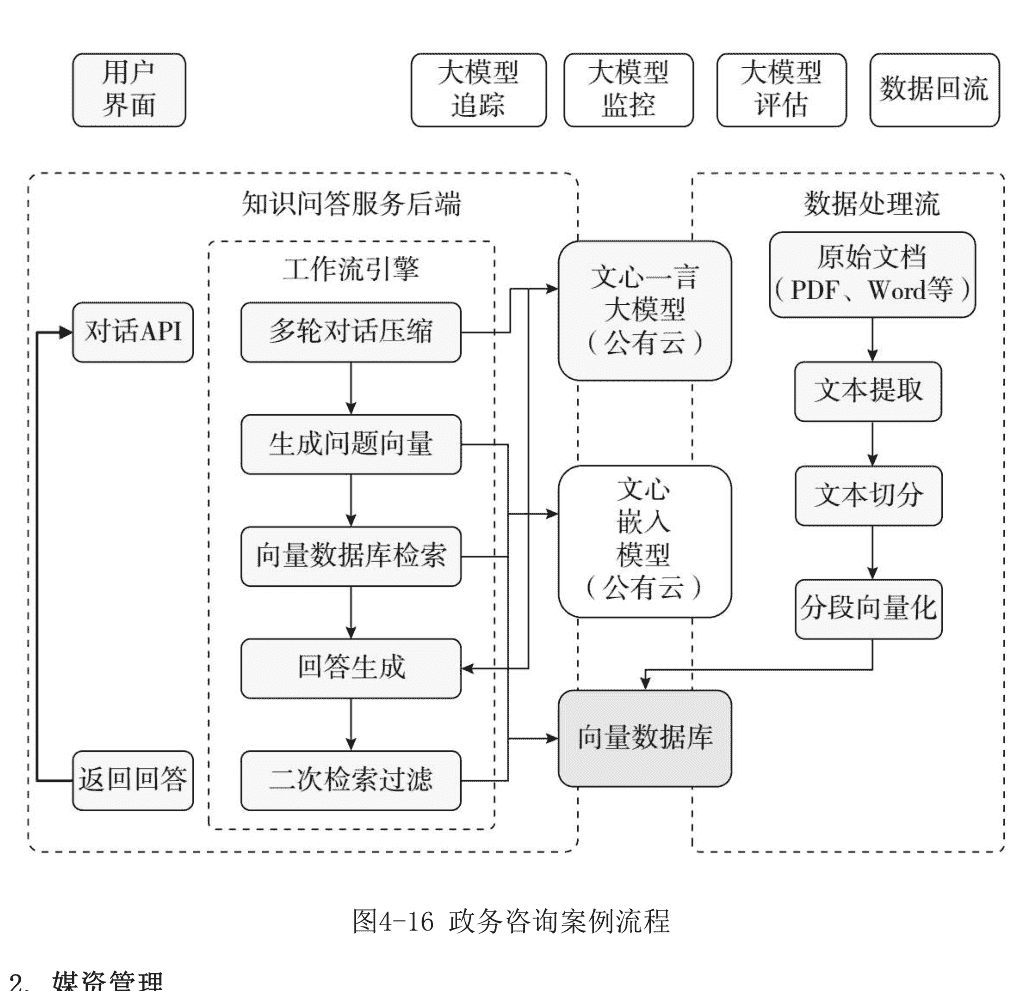 用户
界面
大模型
追踪
大模型
监控
大模型
评估
数据回流
知识问答服务后端
工作流引擎
对话API
多轮对话压缩
生成问题向量
向量数据库检索
回答生成
二次检索过滤
返回回答
文心一言
大模型
（公有云）
文心
嵌入
模型
（公有云）
向量数据库
数据处理流
原始文档
（PDF、Word等）
文本提取
文本切分
分段向量化
图4-16 政务咨询案例流程
2. 媒资管理